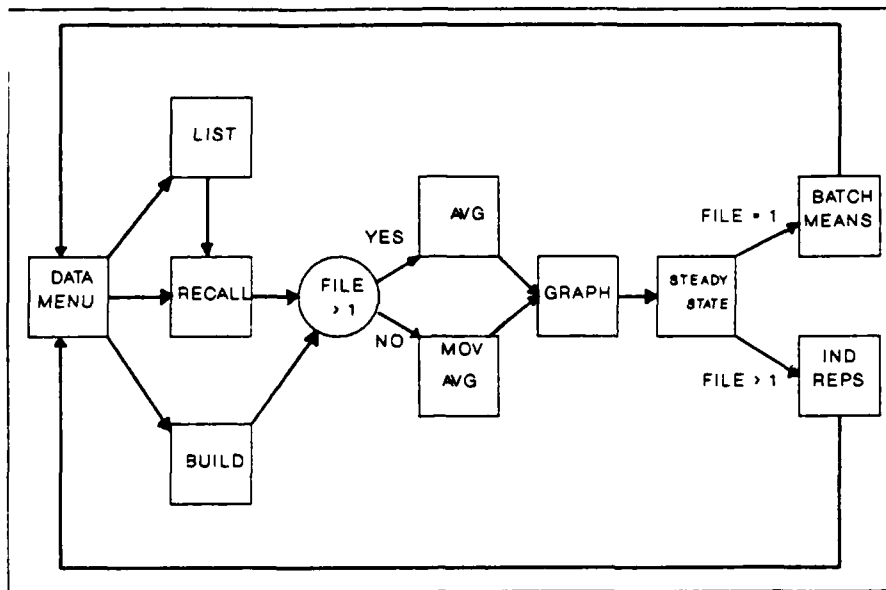 LIST
DATA
MENU
RECALL
BUILD
FILE
> 1
YES
NO
AVG
MOV
AVG
GRAPH
STEADY
STATE
FILE = 1
FILE > 1
BATCH
MEANS
IND
REPS